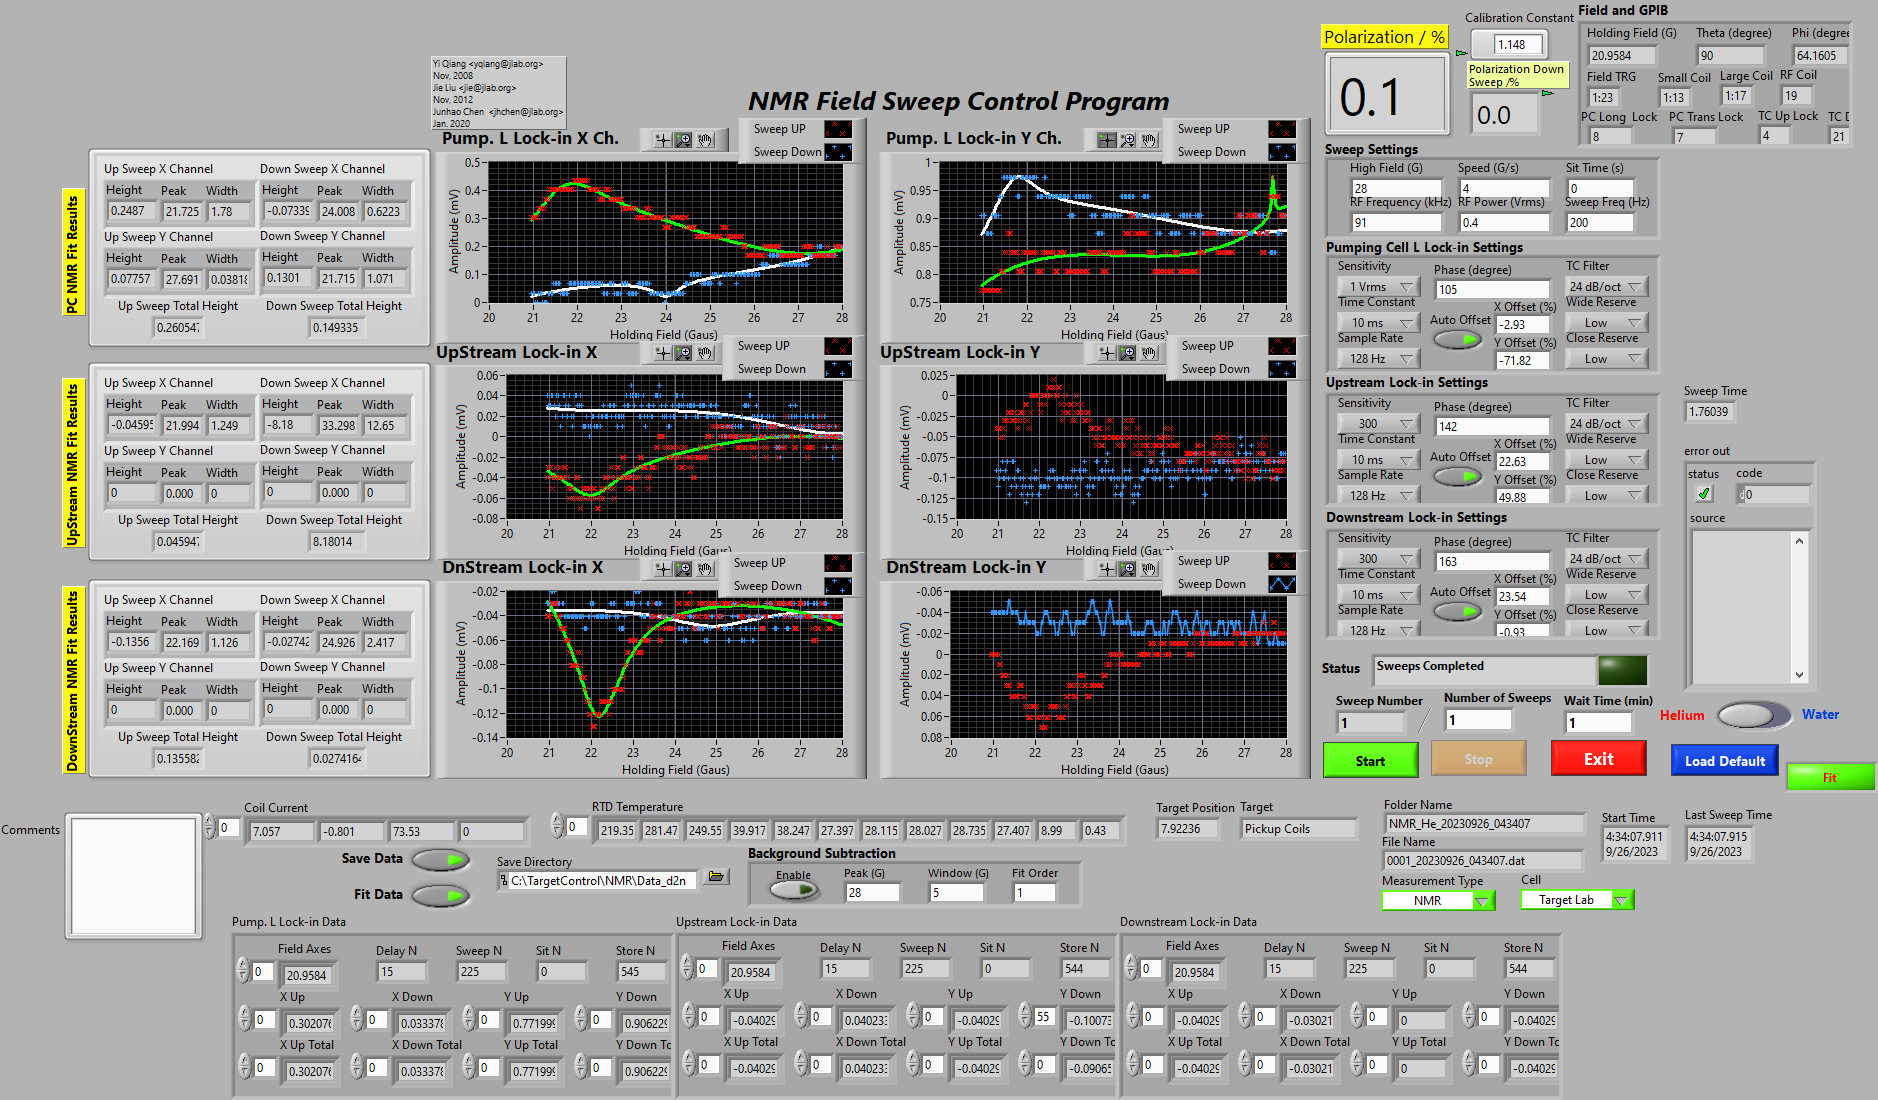 Yi Qiang <yqiang@jlab.org>
Nov, 2008
Jie Liu <jie@jlab.org>
Nov, 2012
Junhao Chen <jhchen@jlab.org>
Jan. 2020
NMR Field Sweep Control Program
Polarization / %
0.1
Calibration Constant
1.148
Polarization Down
Sweep /%
0.0
Field and GPIB
Holding Field (G) Theta (degree) Phi (degree
20.9584 90 64.1605
Field TRG Small Coil Large Coil RF Coil
1:23 1:13 1:17 19
PC Long Lock PC Trans Lock TC Up Lock TC D
8 7 4 21
PC NMR Fit Results
Up Sweep X Channel Down Sweep X Channel
Height Peak Width Height Peak Width
0.2487 21.725 1.78 -0.07339 24.008 0.6223
Up Sweep Y Channel Down Sweep Y Channel
Height Peak Width Height Peak Width
0.07757 27.691 0.03818 0.1301 21.715 1.071
Up Sweep Total Height Down Sweep Total Height
0.260547 0.149335
UpStream NMR Fit Results
Up Sweep X Channel Down Sweep X Channel
Height Peak Width Height Peak Width
-0.04595 21.994 1.249 -8.18 33.298 12.65
Up Sweep Y Channel Down Sweep Y Channel
Height Peak Width Height Peak Width
0 0.000 0 0 0.000 0
Up Sweep Total Height Down Sweep Total Height
0.045947 8.18014
DownStream NMR Fit Results
Up Sweep X Channel Down Sweep X Channel
Height Peak Width Height Peak Width
-0.1356 22.169 1.126 -0.02742 24.926 2.417
Up Sweep Y Channel Down Sweep Y Channel
Height Peak Width Height Peak Width
0 0.000 0 0 0.000 0
Up Sweep Total Height Down Sweep Total Height
0.135582 0.0274164
Pump. L Lock-in X Ch.
Sweep UP
Sweep Down
Amplitude (mV)
0.5
0.4
0.3
0.2
0.1
0
20 21 22 23 24 25 26 27 28
Holding Field (Gaus)
Pump. L Lock-in Y Ch.
Sweep UP
Sweep Down
Amplitude (mV)
1
0.95
0.9
0.85
0.8
0.75
20 21 22 23 24 25 26 27 28
Holding Field (Gaus)
UpStream Lock-in X
Sweep UP
Sweep Down
Amplitude (mV)
0.06
0.04
0.02
0
-0.02
-0.04
-0.06
-0.08
20 21 22 23 24 25 26 27 28
Holding Field (Gaus)
UpStream Lock-in Y
Sweep UP
Sweep Down
Amplitude (mV)
0.025
0
-0.025
-0.05
-0.075
-0.1
-0.125
-0.15
20 21 22 23 24 25 26 27 28
Holding Field (Gaus)
DnStream Lock-in X
Sweep UP
Sweep Down
Amplitude (mV)
-0.02
-0.04
-0.06
-0.08
-0.1
-0.12
-0.14
20 21 22 23 24 25 26 27 28
Holding Field (Gaus)
DnStream Lock-in Y
Sweep UP
Sweep Down
Amplitude (mV)
-0.06
-0.04
-0.02
0
0.02
0.04
0.06
0.08
20 21 22 23 24 25 26 27 28
Holding Field (Gaus)
Sweep Settings
High Field (G) Speed (G/s) Sit Time (s)
28 4 0
RF Frequency (kHz) RF Power (Vrms) Sweep Freq (Hz)
91 0.4 200
Pumping Cell L Lock-in Settings
Sensitivity Phase (degree) TC Filter
1 Vrms 105 24 dB/oct
Time Constant X Offset (%) Wide Reserve
10 ms Auto Offset -2.93 Low
Sample Rate Y Offset (%) Close Reserve
128 Hz -71.82 Low
Upstream Lock-in Settings
Sensitivity Phase (degree) TC Filter
300 142 24 dB/oct
Time Constant X Offset (%) Wide Reserve
10 ms Auto Offset 22.63 Low
Sample Rate Y Offset (%) Close Reserve
128 Hz 49.88 Low
Downstream Lock-in Settings
Sensitivity Phase (degree) TC Filter
300 163 24 dB/oct
Time Constant X Offset (%) Wide Reserve
10 ms Auto Offset 23.54 Low
Sample Rate Y Offset (%) Close Reserve
128 Hz -0.93 Low
Sweep Time
1.76039
error out
status code
0
source
Status Sweeps Completed
Sweep Number Number of Sweeps Wait Time (min)
1 1 1
Helium Water
Start Stop Exit Load Default Fit
Comments
Coil Current
0 7.057 -0.801 73.53 0
RTD Temperature
0 219.35 281.47 249.55 39.917 38.247 27.397 28.115 28.027 28.735 27.407 8.99 0.43
Target Position Target
7.92236 Pickup Coils
Folder Name
NMR_He_20230926_043407
File Name
0001_20230926_043407.dat
Start Time Last Sweep Time
4:34:07.911 4:34:07.915
9/26/2023 9/26/2023
Measurement Type Cell
NMR Target Lab
Save Data
Fit Data
Save Directory
C:\TargetControl\NMR\Data_d2n
Background Subtraction
Enable Peak (G) Window (G) Fit Order
28 5 1
Pump. L Lock-in Data
Field Axes Delay N Sweep N Sit N Store N
0 20.9584 15 225 0 545
X Up X Down Y Up Y Down
0 0.302076 0 0.033378 0 0.771999 0 0.906229
X Up Total X Down Total Y Up Total Y Down To
0 0.302076 0 0.033378 0 0.771999 0 0.906229
Upstream Lock-in Data
Field Axes Delay N Sweep N Sit N Store N
0 20.9584 15 225 0 544
X Up X Down Y Up Y Down
0 -0.04029 0 0.040233 0 -0.04029 55 -0.10073
X Up Total X Down Total Y Up Total Y Down To
0 -0.04029 0 0.040233 0 -0.04029 0 -0.09065
Downstream Lock-in Data
Field Axes Delay N Sweep N Sit N Store N
0 20.9584 15 225 0 544
X Up X Down Y Up Y Down
0 -0.04029 0 -0.03021 0 0 0 -0.04029
X Up Total X Down Total Y Up Total Y Down To
0 -0.04029 0 -0.03021 0 0 0 -0.04029